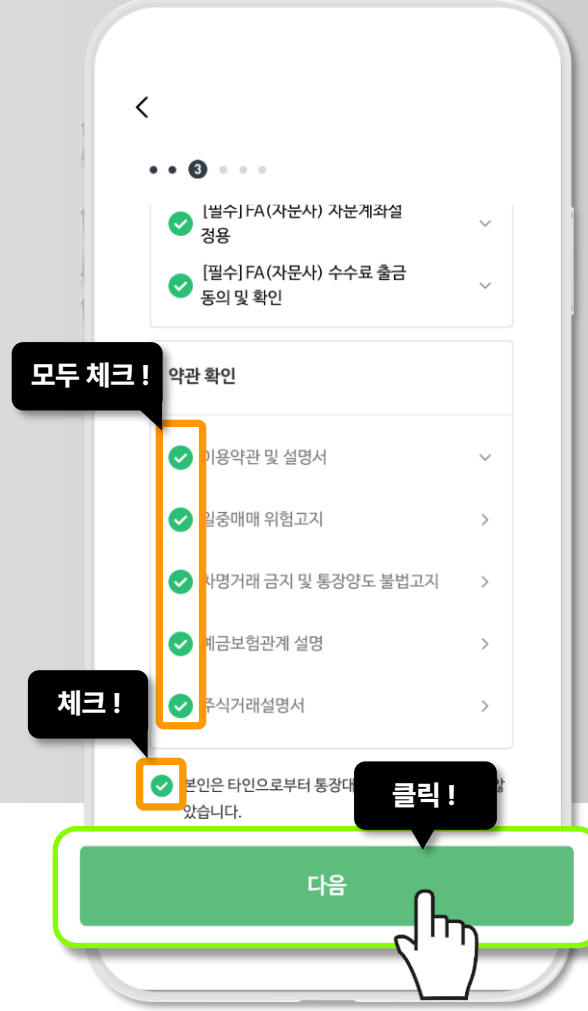 3
[필수]FA(자문사) 자문계좌설
정용
[필수]FA(자문사) 수수료 출금
동의 및 확인
모두 체크 !
약관 확인
이용약관 및 설명서
일중매매 위험고지
차명거래 금지 및 통장양도 불법고지
예금보험관계 설명
체크 !
주식거래설명서
본인은 타인으로부터 통장대
클릭 !
않
았습니다.
다음